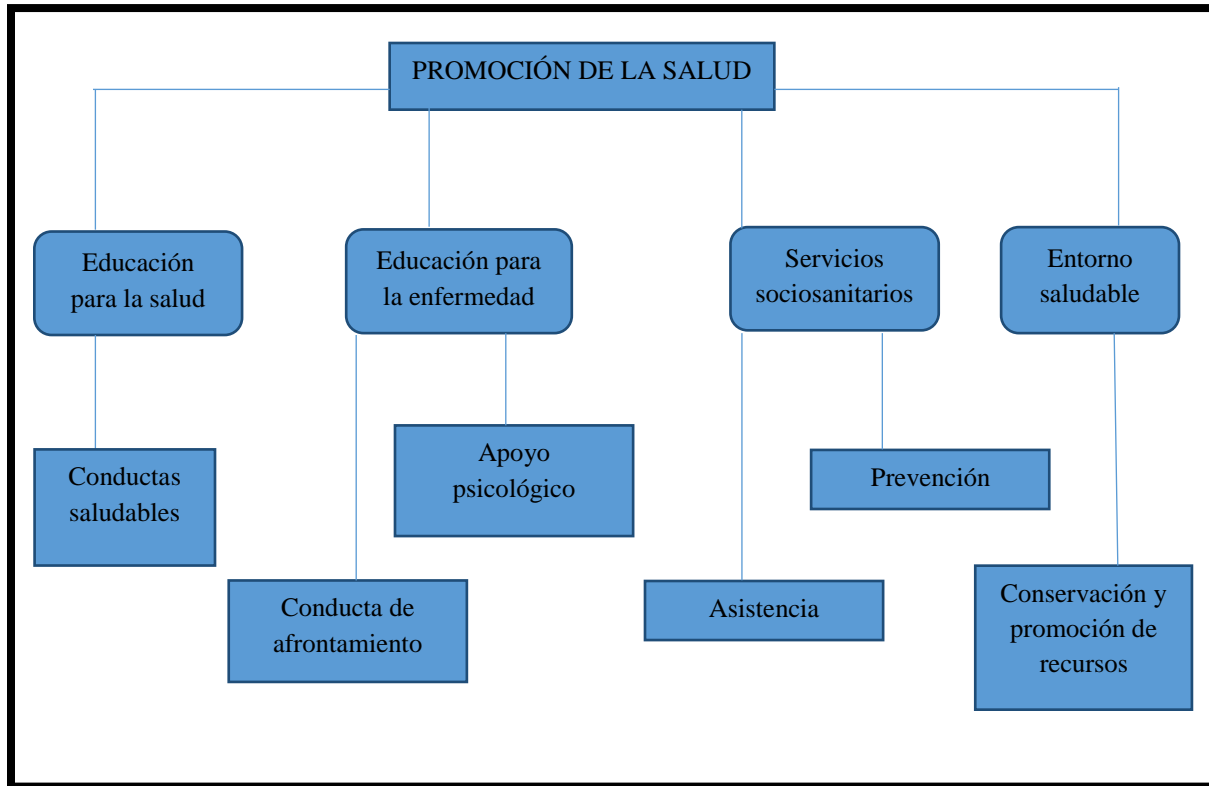 PROMOCIÓN DE LA SALUD
Educación
para la salud
Educación para
la enfermedad
Servicios
sociosanitarios
Entorno
saludable
Conductas
saludables
Apoyo
psicológico
Prevención
Conducta de
afrontamiento
Asistencia
Conservación y
promoción de
recursos